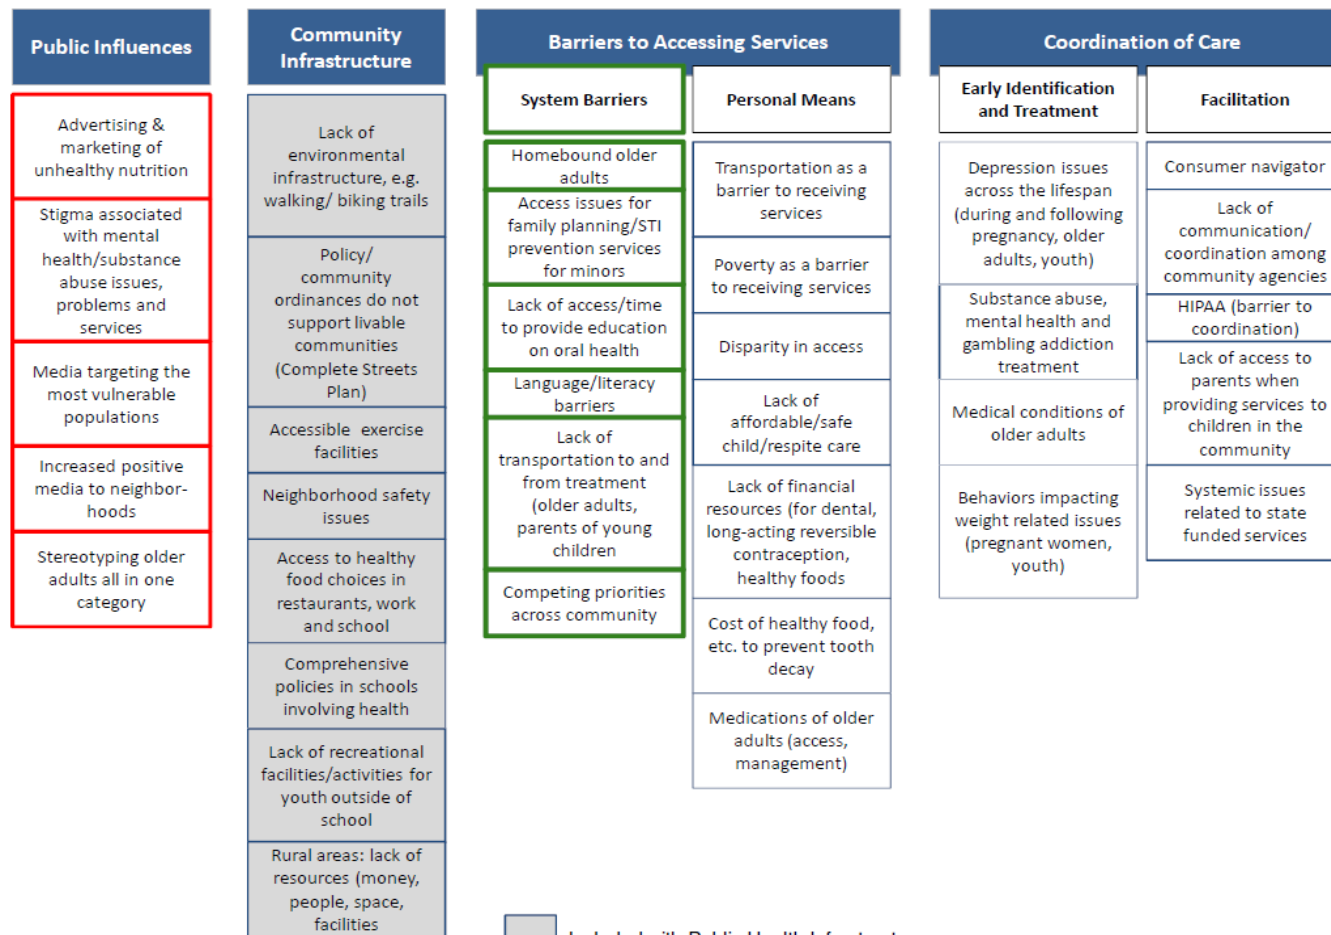 Public Influences
Advertising &
marketing of
unhealthy nutrition
Stigma associated
with mental
health/substance
abuse issues,
problems and
services
Media targeting the
most vulnerable
populations
Increased positive
media to neighbor-
hoods
Stereotyping older
adults all in one
category
Community
Infrastructure
Lack of
environmental
infrastructure, e.g.
walking/ biking trails
Policy/
community
ordinances do not
support livable
communities
(Complete Streets
Plan)
Accessible exercise
facilities
Neighborhood safety
issues
Access to healthy
food choices in
restaurants, work
and school
Comprehensive
policies in schools
involving health
Lack of recreational
facilities/activities for
youth outside of
school
Rural areas: lack of
resources (money,
people, space,
facilities
Barriers to Accessing Services
System Barriers
Homebound older
adults
Access issues for
family planning/STI
prevention services
for minors
Lack of access/time
to provide education
on oral health
Language/literacy
barriers
Lack of
transportation to and
from treatment
(older adults,
parents of young
children
Competing priorities
across community
Personal Means
Transportation as a
barrier to receiving
services
Poverty as a barrier
to receiving services
Disparity in access
Lack of
affordable/safe
child/respite care
Lack of financial
resources (for dental,
long-acting reversible
contraception,
healthy foods
Cost of healthy food,
etc. to prevent tooth
decay
Medications of older
adults (access,
management)
Coordination of Care
Early Identification
and Treatment
Depression issues
across the lifespan
(during and following
pregnancy, older
adults, youth)
Substance abuse,
mental health and
gambling addiction
treatment
Medical conditions of
older adults
Behaviors impacting
weight related issues
(pregnant women,
youth)
Facilitation
Consumer navigator
Lack of
communication/
coordination among
community agencies
HIPAA (barrier to
coordination)
Lack of access to
parents when
providing services to
children in the
community
Systemic issues
related to state
funded services